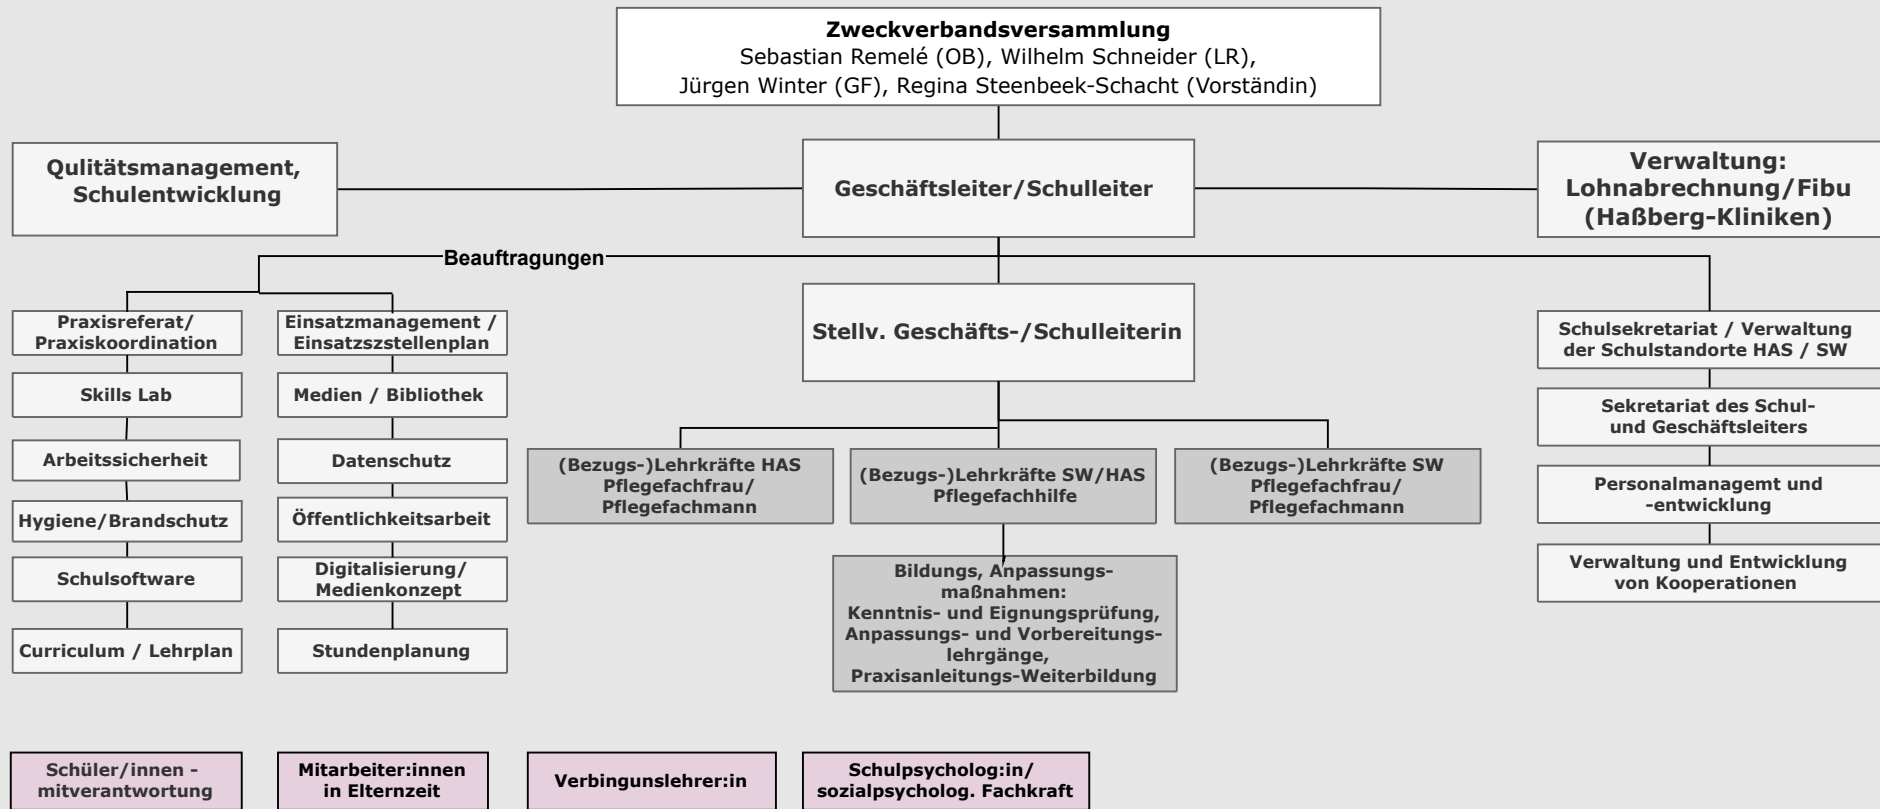 Zweckverbandsversammlung
Sebastian Remelé (OB), Wilhelm Schneider (LR),
Jürgen Winter (GF), Regina Steenbeek-Schacht (Vorständin)
Qulitätsmanagement,
Schulentwicklung
Geschäftsleiter/Schulleiter
Verwaltung:
Lohnabrechnung/Fibu
(Haßberg-Kliniken)
Beauftragungen
Praxisreferat/
Praxiskoordination
Skills Lab
Arbeitssicherheit
Hygiene/Brandschutz
Schulsoftware
Curriculum / Lehrplan
Einsatzmanagement /
Einsatzszstellenplan
Medien / Bibliothek
Datenschutz
Öffentlichkeitsarbeit
Digitalisierung/
Medienkonzept
Stundenplanung
Stellv. Geschäfts-/Schulleiterin
(Bezugs-)Lehrkräfte HAS
Pflegefachfrau/
Pflegefachmann
(Bezugs-)Lehrkräfte SW/HAS
Pflegefachhilfe
(Bezugs-)Lehrkräfte SW
Pflegefachfrau/
Pflegefachmann
Bildungs, Anpassungs-
maßnahmen:
Kenntnis- und Eignungsprüfung,
Anpassungs- und Vorbereitungs-
lehrgänge,
Praxisanleitungs-Weiterbildung
Schulsekretariat / Verwaltung
der Schulstandorte HAS / SW
Sekretariat des Schul-
und Geschäftsleiters
Personalmanagemt und
-entwicklung
Verwaltung und Entwicklung
von Kooperationen
Schüler/innen -
mitverantwortung
Mitarbeiter:innen
in Elternzeit
Verbingunslehrer:in
Schulpsycholog:in/
sozialpsycholog. Fachkraft